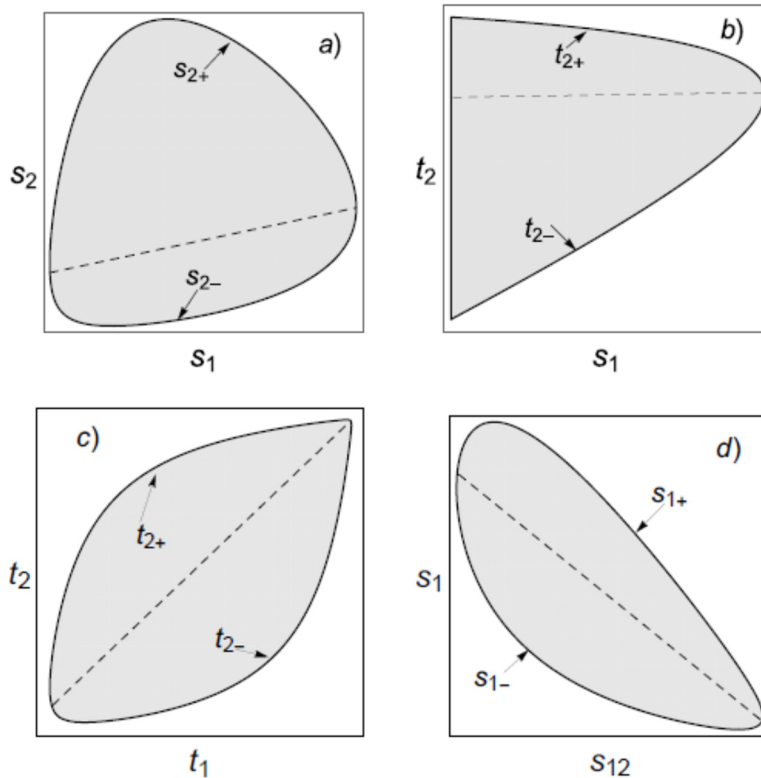 a)
s2+
s2
s2−
s1
b)
t2+
t2
t2−
s1
c)
t2+
t2
t2−
t1
d)
s1+
s1
s1−
s12